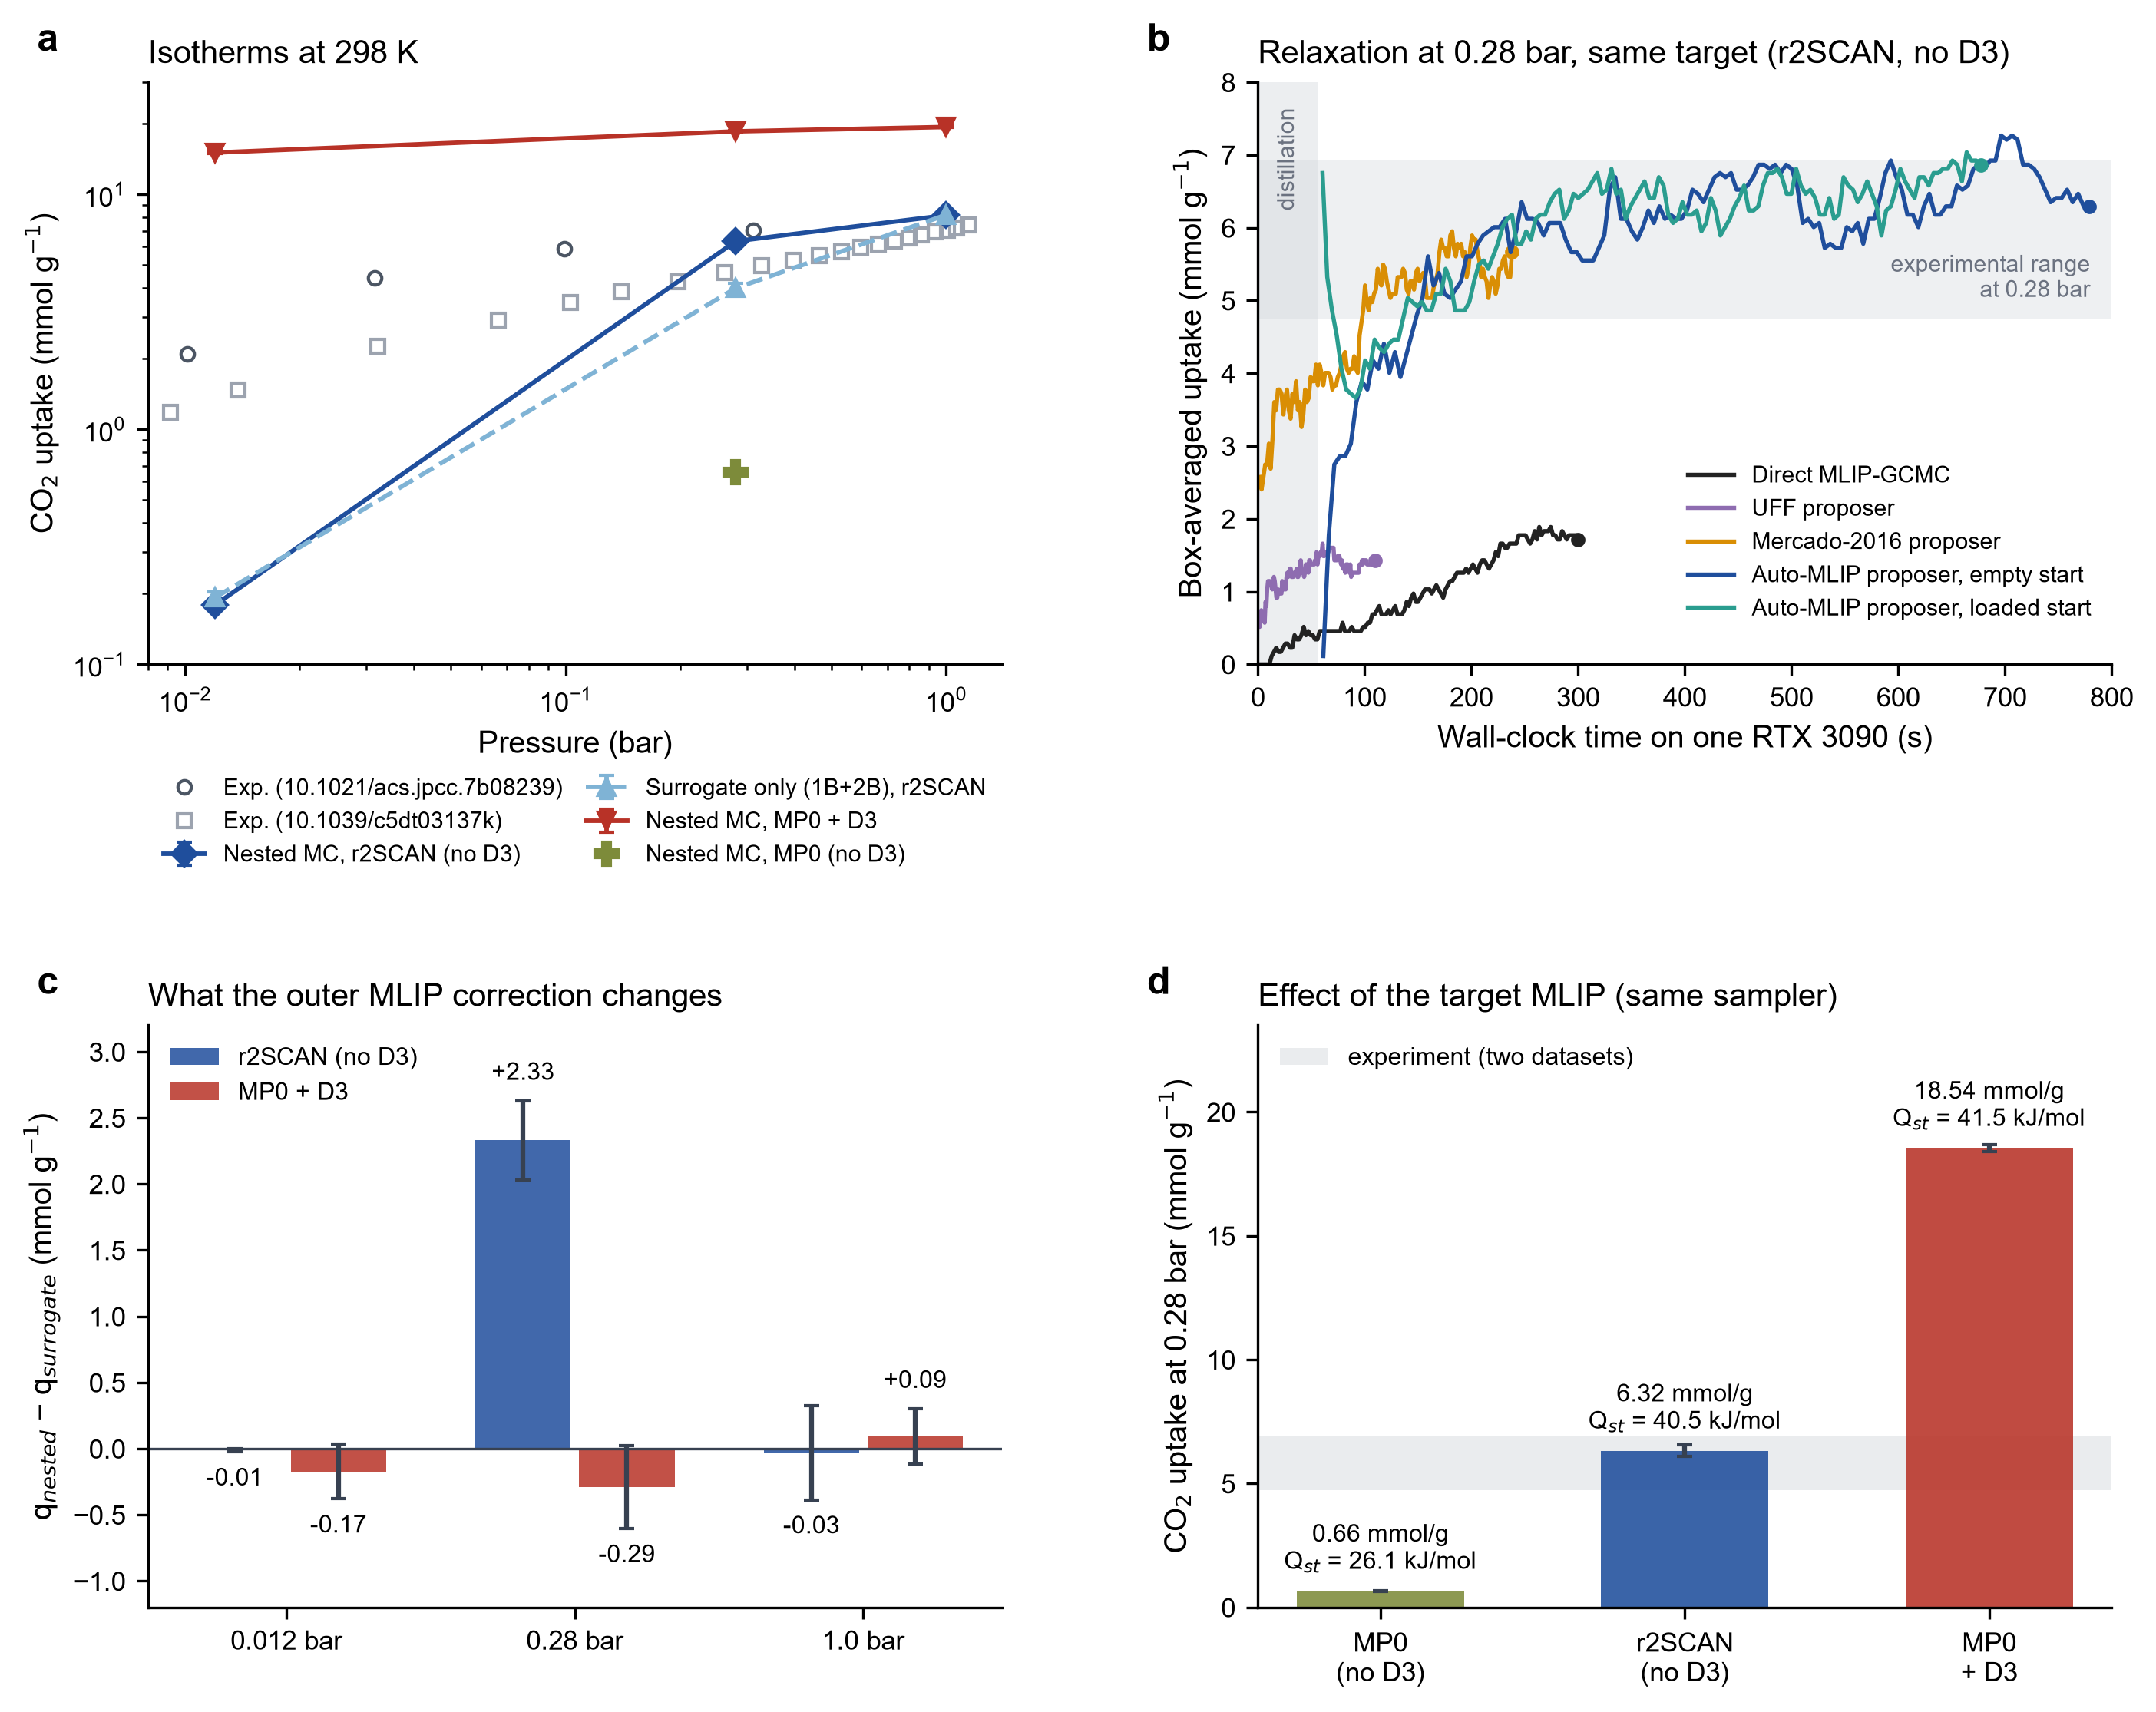 a
Isotherms at 298 K
CO₂ uptake (mmol g⁻¹)
10¹
10⁰
10⁻¹
10⁻²
10⁻¹
10⁰
Pressure (bar)
Exp. (10.1021/acs.jpcc.7b08239)
Exp. (10.1039/c5dt03137k)
Nested MC, r2SCAN (no D3)
Surrogate only (1B+2B), r2SCAN
Nested MC, MP0 + D3
Nested MC, MP0 (no D3)
b
Relaxation at 0.28 bar, same target (r2SCAN, no D3)
Box-averaged uptake (mmol g⁻¹)
8
7
6
5
4
3
2
1
0
distillation
experimental range
at 0.28 bar
Direct MLIP-GCMC
UFF proposer
Mercado-2016 proposer
Auto-MLIP proposer, empty start
Auto-MLIP proposer, loaded start
0 100 200 300 400 500 600 700 800
Wall-clock time on one RTX 3090 (s)
c
What the outer MLIP correction changes
q_nested − q_surrogate (mmol g⁻¹)
3.0
2.5
2.0
1.5
1.0
0.5
0.0
−0.5
−1.0
r2SCAN (no D3)
MP0 + D3
-0.01
-0.17
+2.33
-0.29
-0.03
+0.09
0.012 bar
0.28 bar
1.0 bar
d
Effect of the target MLIP (same sampler)
CO₂ uptake at 0.28 bar (mmol g⁻¹)
20
15
10
5
0
experiment (two datasets)
0.66 mmol/g
Q_st = 26.1 kJ/mol
6.32 mmol/g
Q_st = 40.5 kJ/mol
18.54 mmol/g
Q_st = 41.5 kJ/mol
MP0
(no D3)
r2SCAN
(no D3)
MP0
+ D3